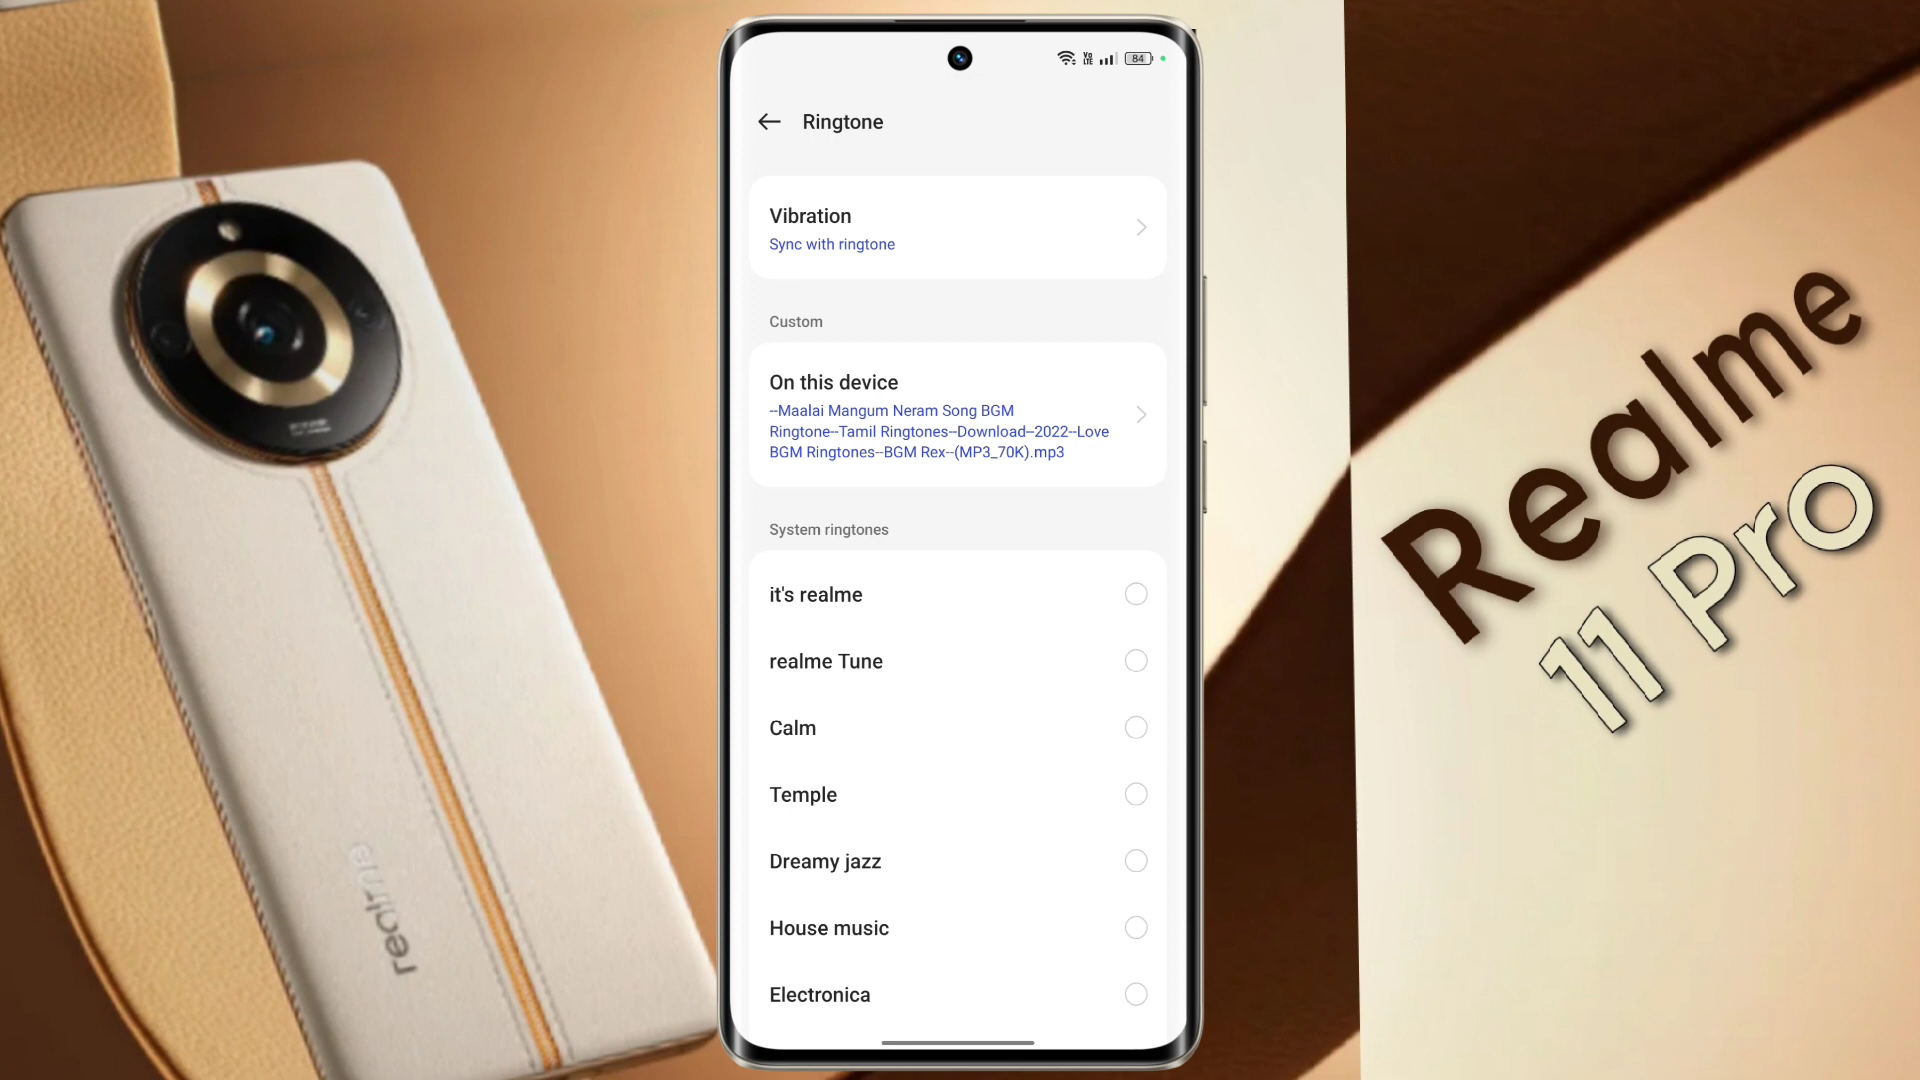 84
Ringtone
Vibration
Sync with ringtone
Custom
On this device
--Maalai Mangum Neram Song BGM
Ringtone--Tamil Ringtones--Download--2022--Love
BGM Ringtones--BGM Rex--(MP3_70K).mp3
System ringtones
it's realme
realme Tune
Calm
Temple
Dreamy jazz
House music
Electronica
realme
Realme
11 Pro